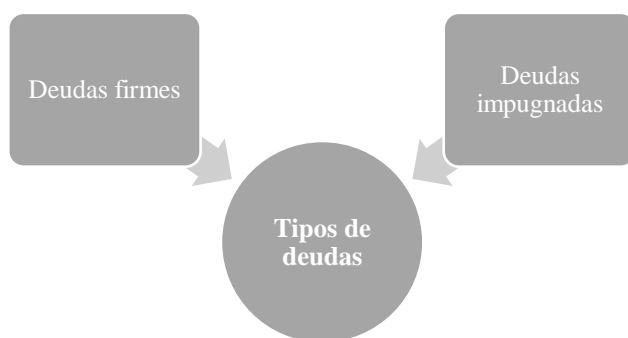 Deudas firmes
Deudas
impugnadas
Tipos de
deudas